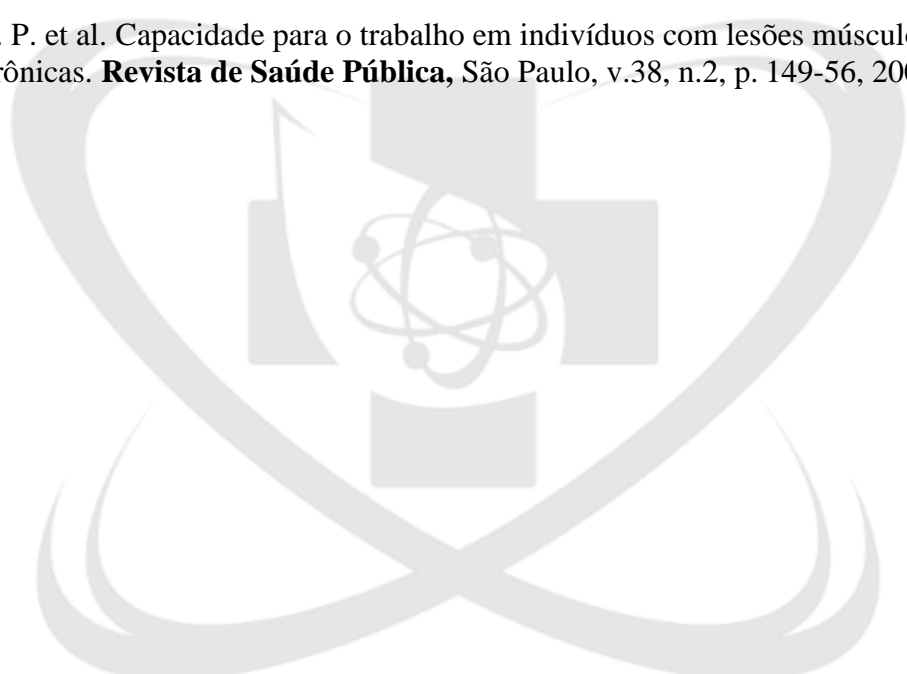 . P. et al. Capacidade para o trabalho em indivíduos com lesões músculo
rônicas. Revista de Saúde Pública, São Paulo, v.38, n.2, p. 149-56, 200